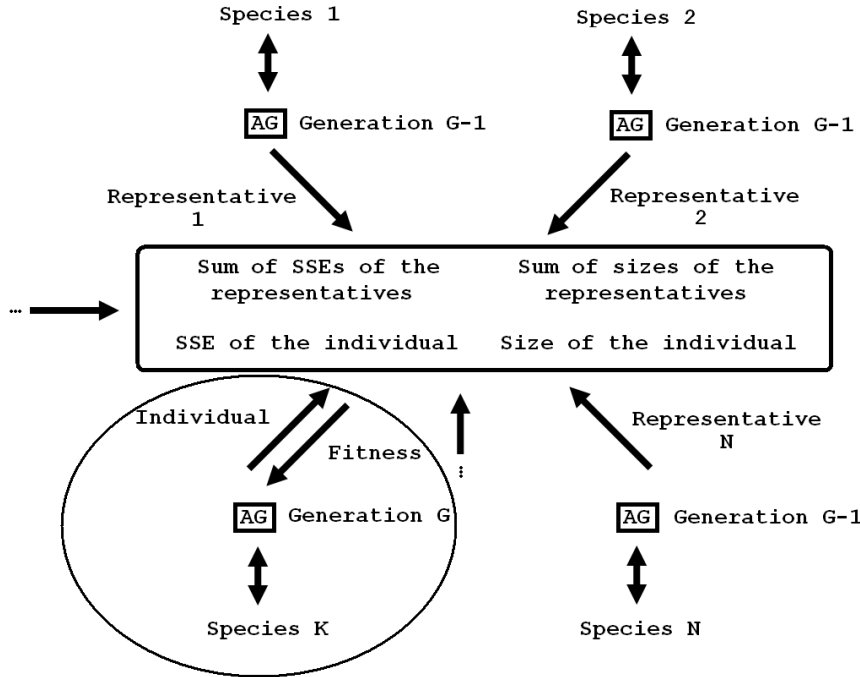 Species 1
Species 2
AG Generation G-1
AG Generation G-1
Representative
1
Representative
2
Sum of SSEs of the
representatives
Sum of sizes of the
representatives
…
SSE of the individual
Size of the individual
Individual
Fitness
Representative
N
⋮
AG Generation G
AG Generation G-1
Species K
Species N